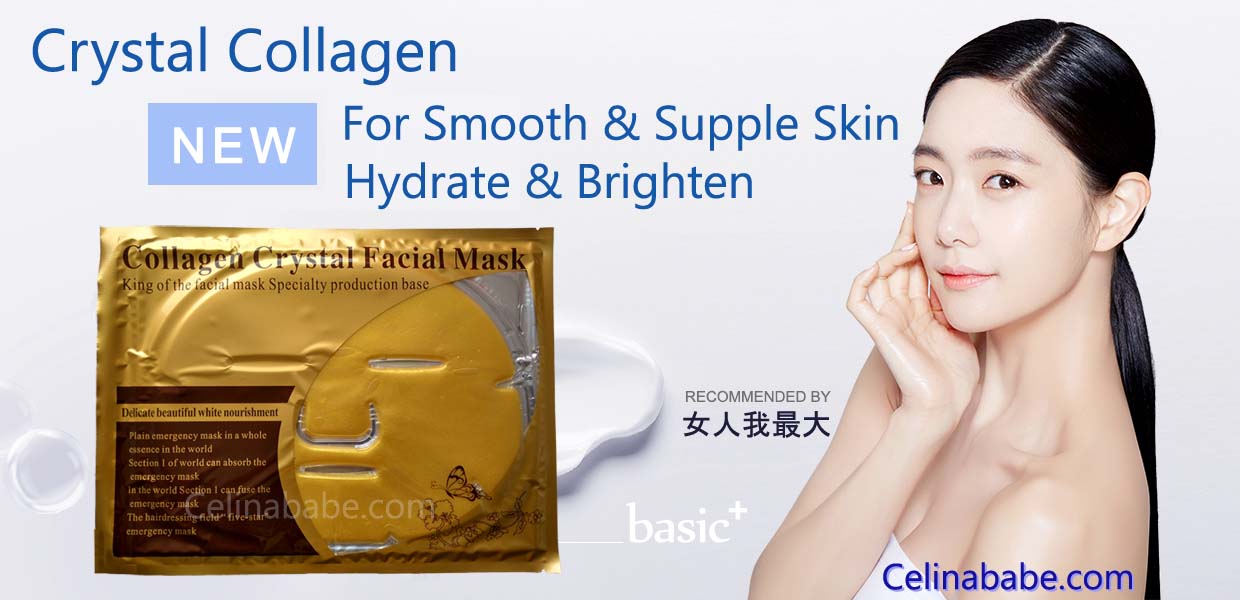 Crystal Collagen
NEW
For Smooth & Supple Skin
Hydrate & Brighten
Collagen Crystal Facial Mask
King of the facial mask Specialty production base
Delicate beautiful white nourishment
Plain emergency mask in a whole
essence in the world
Section 1 of world can absorb the
emergency mask
in the world Section 1 can fuse the
emergency mask
The hairdressing field " five-star"
emergency mask
Celinababe.com
RECOMMENDED BY
女人我最大
basic+
Celinababe.com